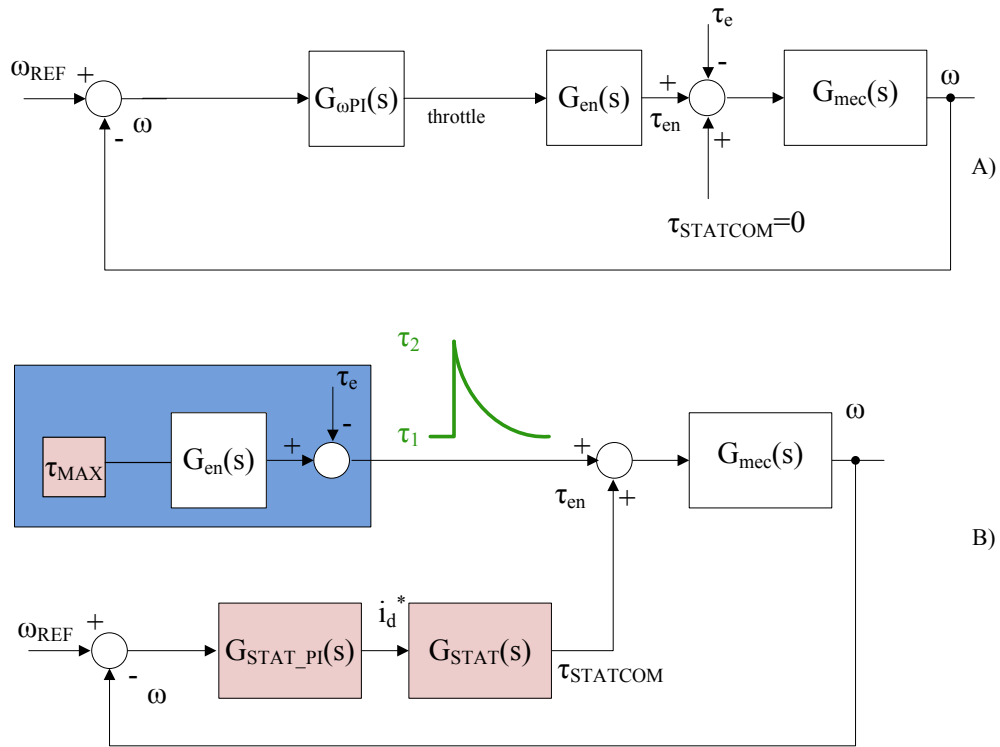 τe
ωREF
+
-
ω
GωPI(s)
throttle
Gen(s)
+
τen
-
+
Gmec(s)
ω
τSTATCOM=0
A)
τ2
τ1
τe
τMAX
Gen(s)
+
-
+
τen
+
Gmec(s)
ω
B)
ωREF
+
-
ω
GSTAT_PI(s)
id*
GSTAT(s)
τSTATCOM